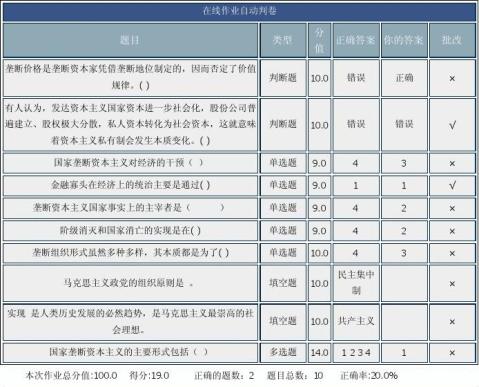 在线作业自动判卷
题目 类型 分值 正确答案 你的答案 批改
垄断价格是垄断资本家凭借垄断地位制定的，因而否定了价值
规律。( ) 判断题 10.0 错误 正确 ×
有人认为，发达资本主义国家资本进一步社会化，股份公司普
遍建立、股权极大分散，私人资本转化为社会资本，这就意味
着资本主义私有制会发生本质变化。( ) 判断题 10.0 错误 错误 √
国家垄断资本主义对经济的干预（ ） 单选题 9.0 4 3 ×
金融寡头在经济上的统治主要是通过( ) 单选题 9.0 1 1 √
垄断资本主义国家事实上的主宰者是（ ） 单选题 9.0 4 2 ×
阶级消灭和国家消亡的实现是在( ) 单选题 9.0 4 2 ×
垄断组织形式虽然多种多样，其本质都是为了( ) 单选题 10.0 4 3 ×
马克思主义政党的组织原则是 。 填空题 10.0 民主集中
制 ×
实现 是人类历史发展的必然趋势，是马克思主义最崇高的社
会理想。 填空题 10.0 共产主义 ×
国家垄断资本主义的主要形式包括（ ） 多选题 14.0 1 2 3 4 1 ×
本次作业总分值:100.0 得分:19.0 正确的题数：2 题目总数：10 正确率:20.0%